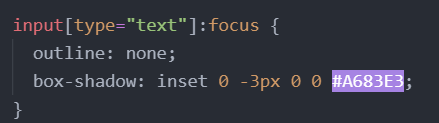 input[type="text"]:focus {
outline: none;
box-shadow: inset 0 -3px 0 0 #A683E3;
}